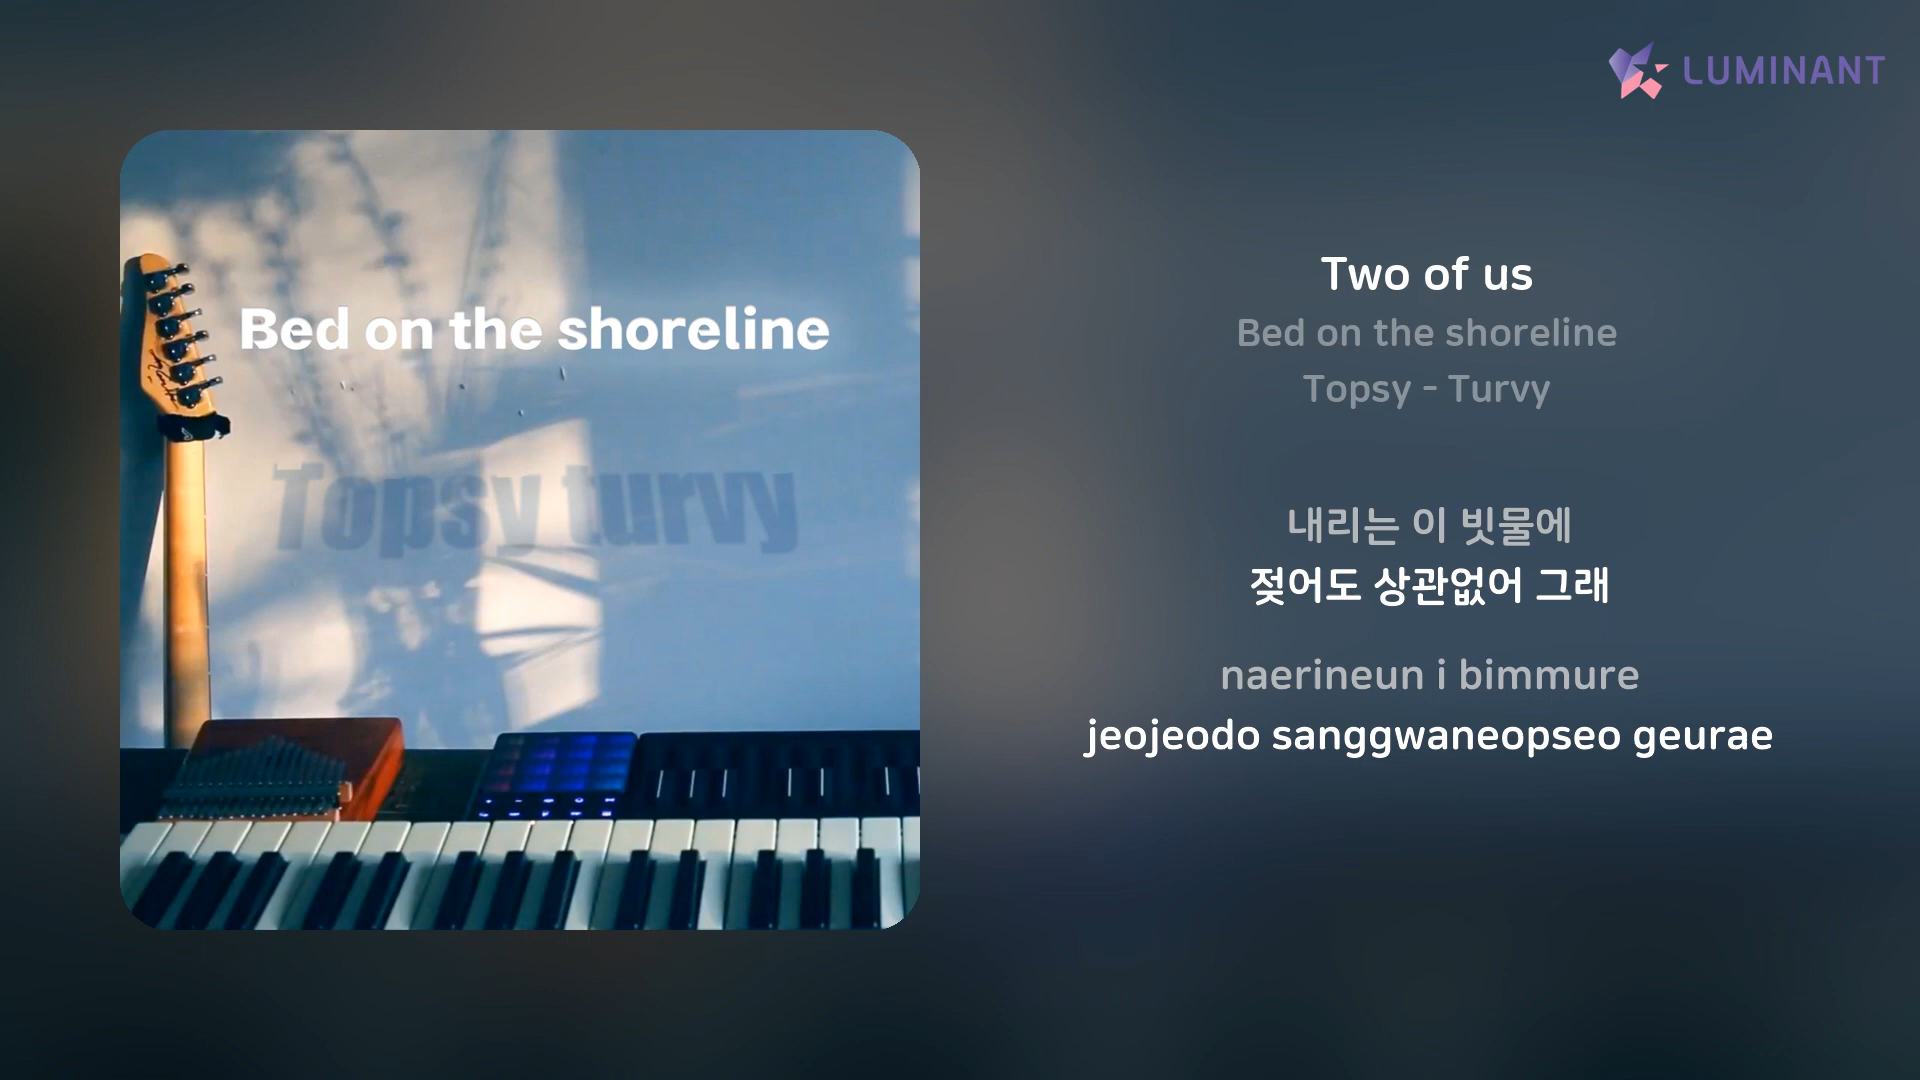 LUMINANT
Bed on the shoreline
Topsy turvy
Two of us
Bed on the shoreline
Topsy - Turvy
내리는 이 빗물에
젖어도 상관없어 그래
naerineun i bimmure
jeojeodo sanggwaneopseo geurae